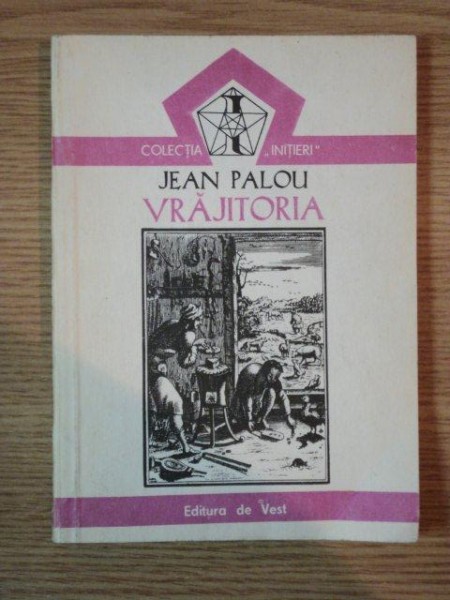 COLECȚIA „INIȚIERI”
JEAN PALOU
VRĂJITORIA
Editura de Vest